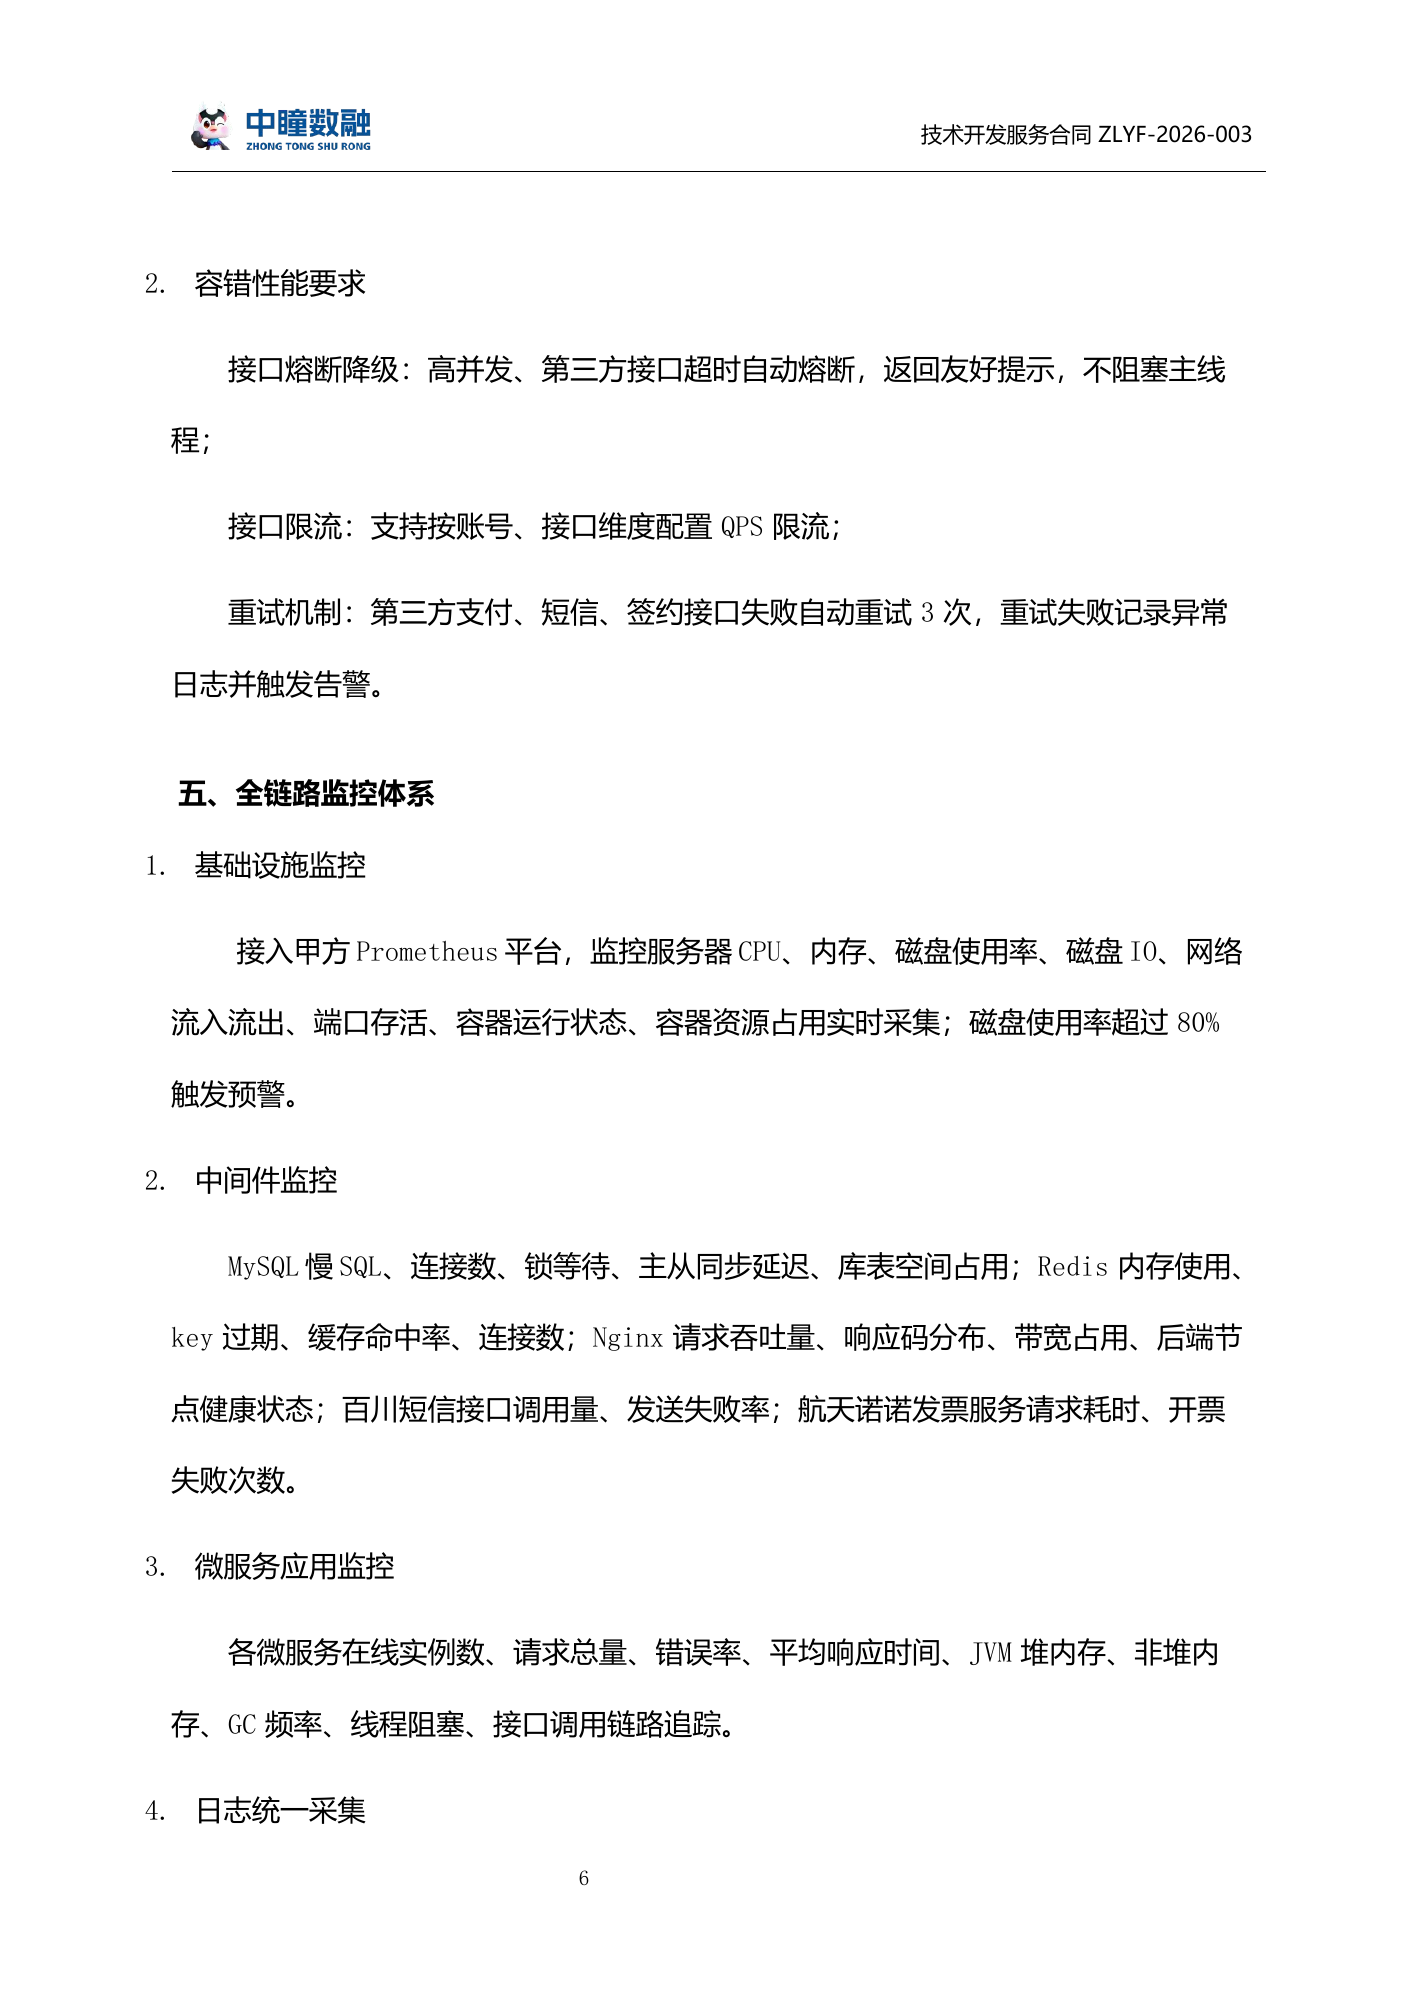 中瞳数融
ZHONG TONG SHU RONG
技术开发服务合同 ZLYF-2026-003
2. 容错性能要求
接口熔断降级：高并发、第三方接口超时自动熔断，返回友好提示，不阻塞主线
程；
接口限流：支持按账号、接口维度配置 QPS 限流；
重试机制：第三方支付、短信、签约接口失败自动重试 3 次，重试失败记录异常
日志并触发告警。
五、全链路监控体系
1. 基础设施监控
接入甲方 Prometheus 平台，监控服务器 CPU、内存、磁盘使用率、磁盘 IO、网络
流入流出、端口存活、容器运行状态、容器资源占用实时采集；磁盘使用率超过 80%
触发预警。
2. 中间件监控
MySQL 慢 SQL、连接数、锁等待、主从同步延迟、库表空间占用；Redis 内存使用、
key 过期、缓存命中率、连接数；Nginx 请求吞吐量、响应码分布、带宽占用、后端节
点健康状态；百川短信接口调用量、发送失败率；航天诺诺发票服务请求耗时、开票
失败次数。
3. 微服务应用监控
各微服务在线实例数、请求总量、错误率、平均响应时间、JVM 堆内存、非堆内
存、GC 频率、线程阻塞、接口调用链路追踪。
4. 日志统一采集
6